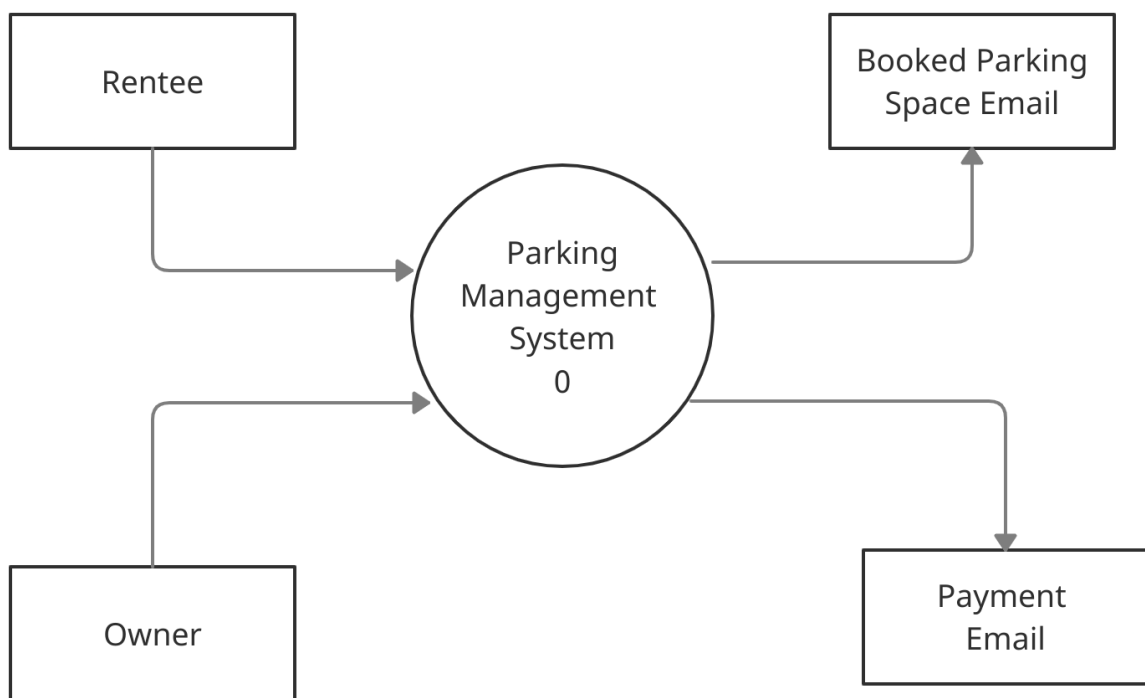 Rentee
Booked Parking
Space Email
Parking
Management
System
0
Owner
Payment
Email